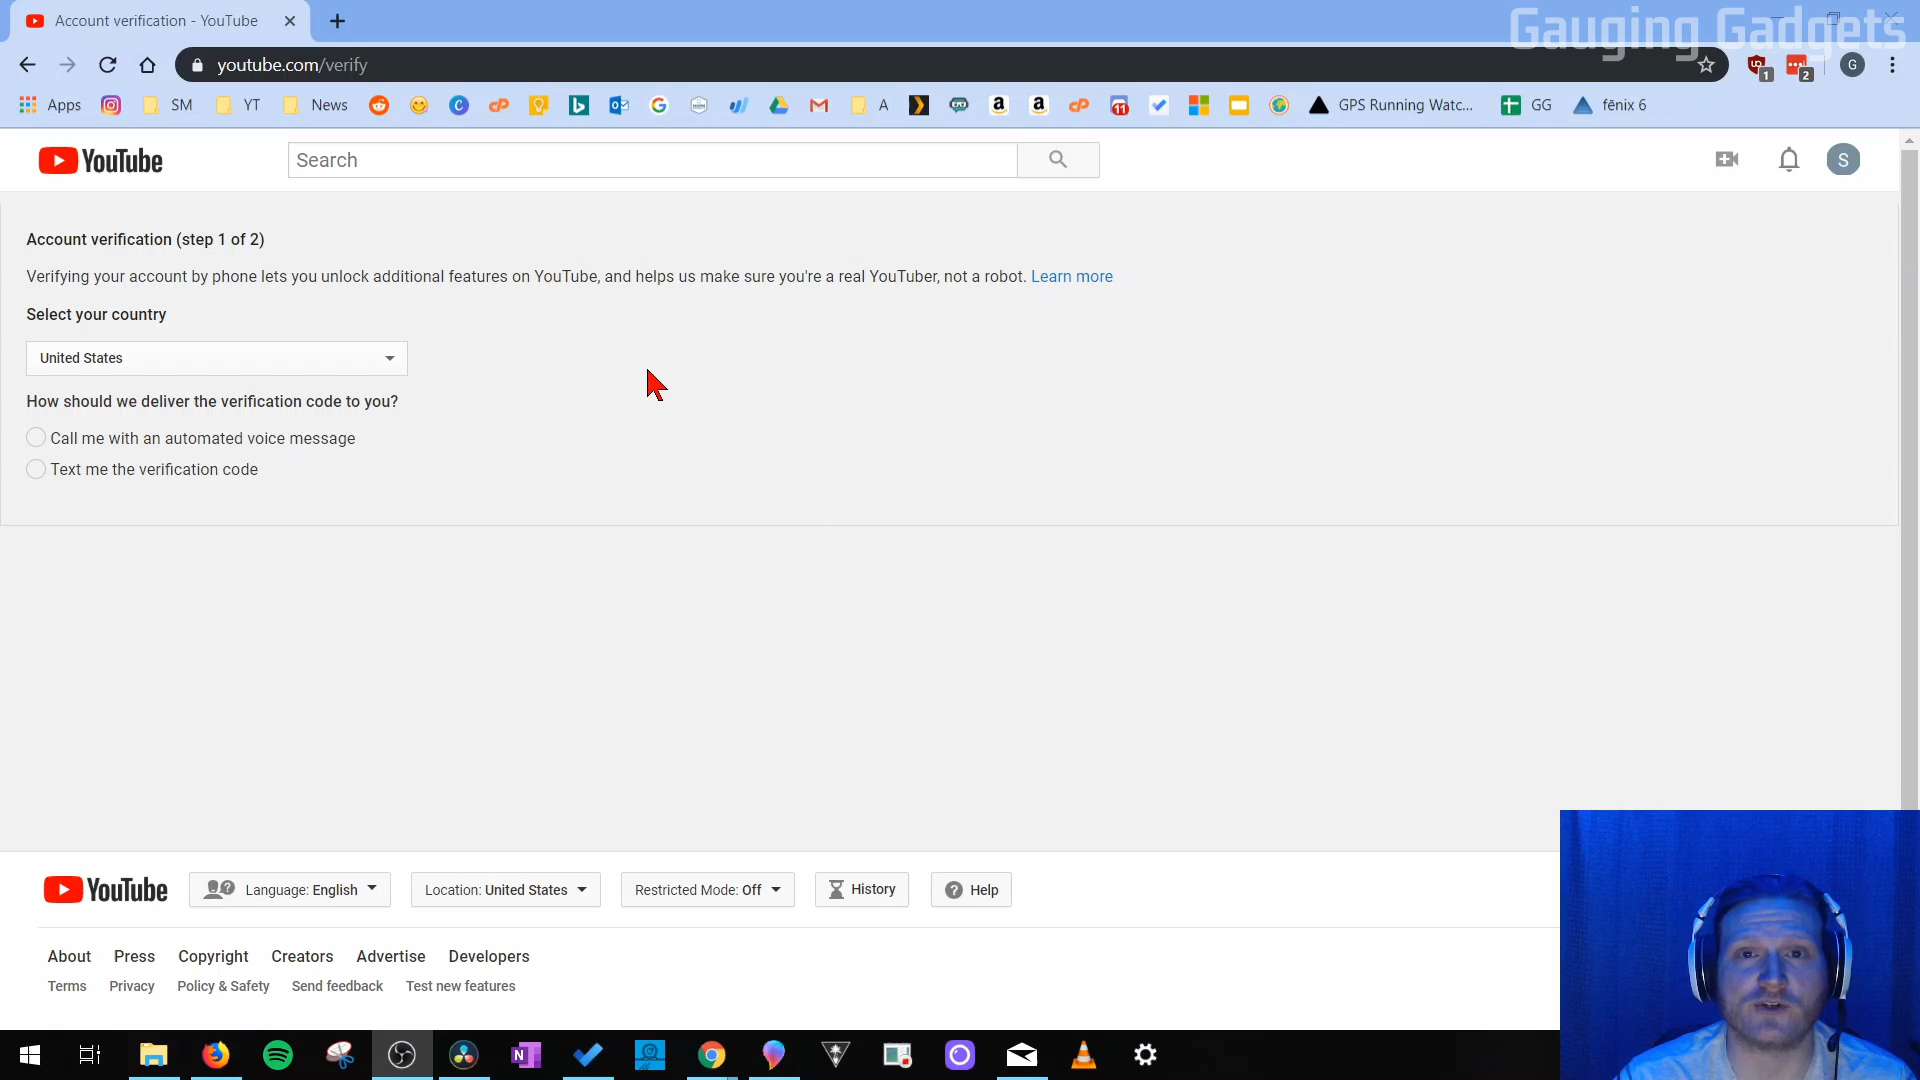 Account verification - YouTube
Gauging Gadgets
youtube.com/verify
1
2
G
Apps
SM
YT
News
A
11
GPS Running Watc...
GG
fēnix 6
YouTube
Search
S
Account verification (step 1 of 2)
Verifying your account by phone lets you unlock additional features on YouTube, and helps us make sure you're a real YouTuber, not a robot. Learn more
Select your country
United States
How should we deliver the verification code to you?
Call me with an automated voice message
Text me the verification code
YouTube
Language: English
Location: United States
Restricted Mode: Off
History
Help
About Press Copyright Creators Advertise Developers
Terms Privacy Policy & Safety Send feedback Test new features